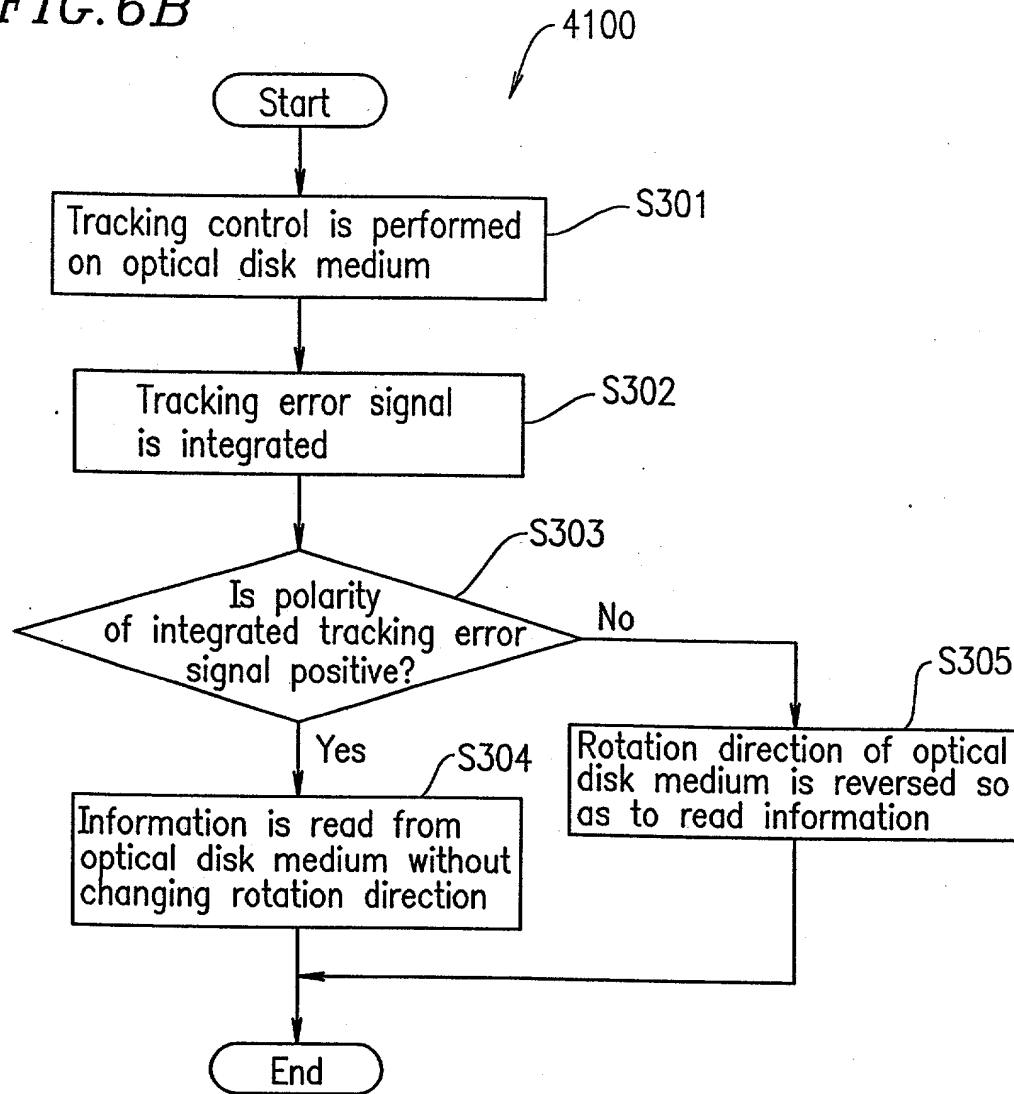 FIG. 6B
4100
Start
S301
Tracking control is performed
on optical disk medium
S302
Tracking error signal
is integrated
S303
Is polarity
of integrated tracking error
signal positive?
No
Yes
S304
Information is read from
optical disk medium without
changing rotation direction
S305
Rotation direction of optical
disk medium is reversed so
as to read information
End